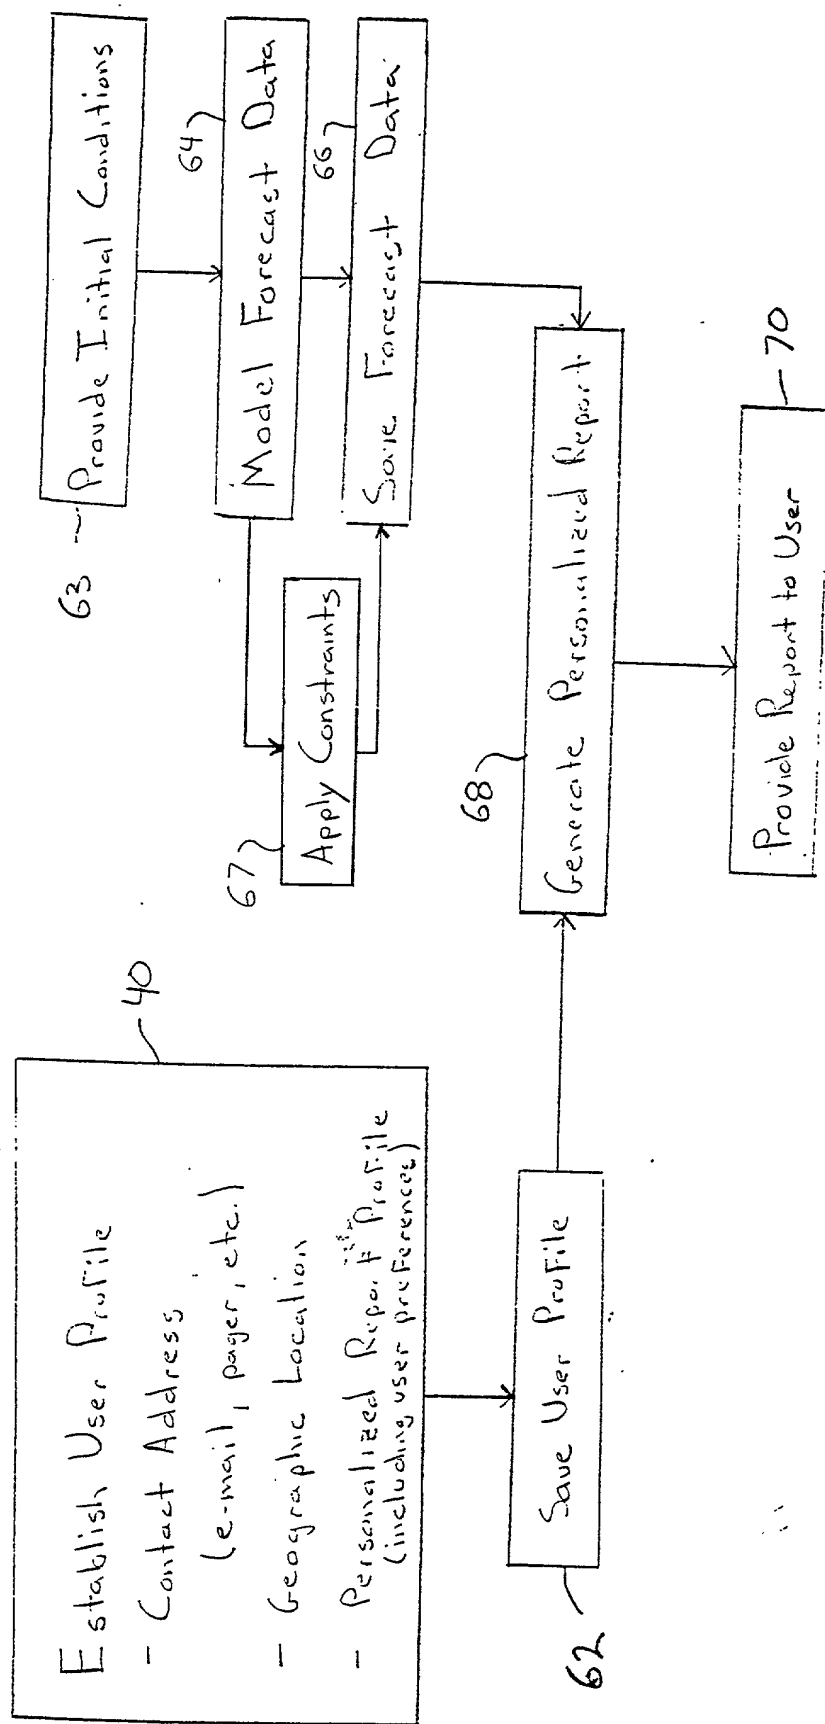 Establish User Profile
- Contact Address
(e-mail, pager, etc.)
- Geographic Location
- Personalized Report Profile
(including user preferences)
40
Save User Profile
62
63
Provide Initial Conditions
64
Model Forecast Data
66
Save Forecast Data
67
Apply Constraints
68
Generate Personalized Report
Provide Report to User
70